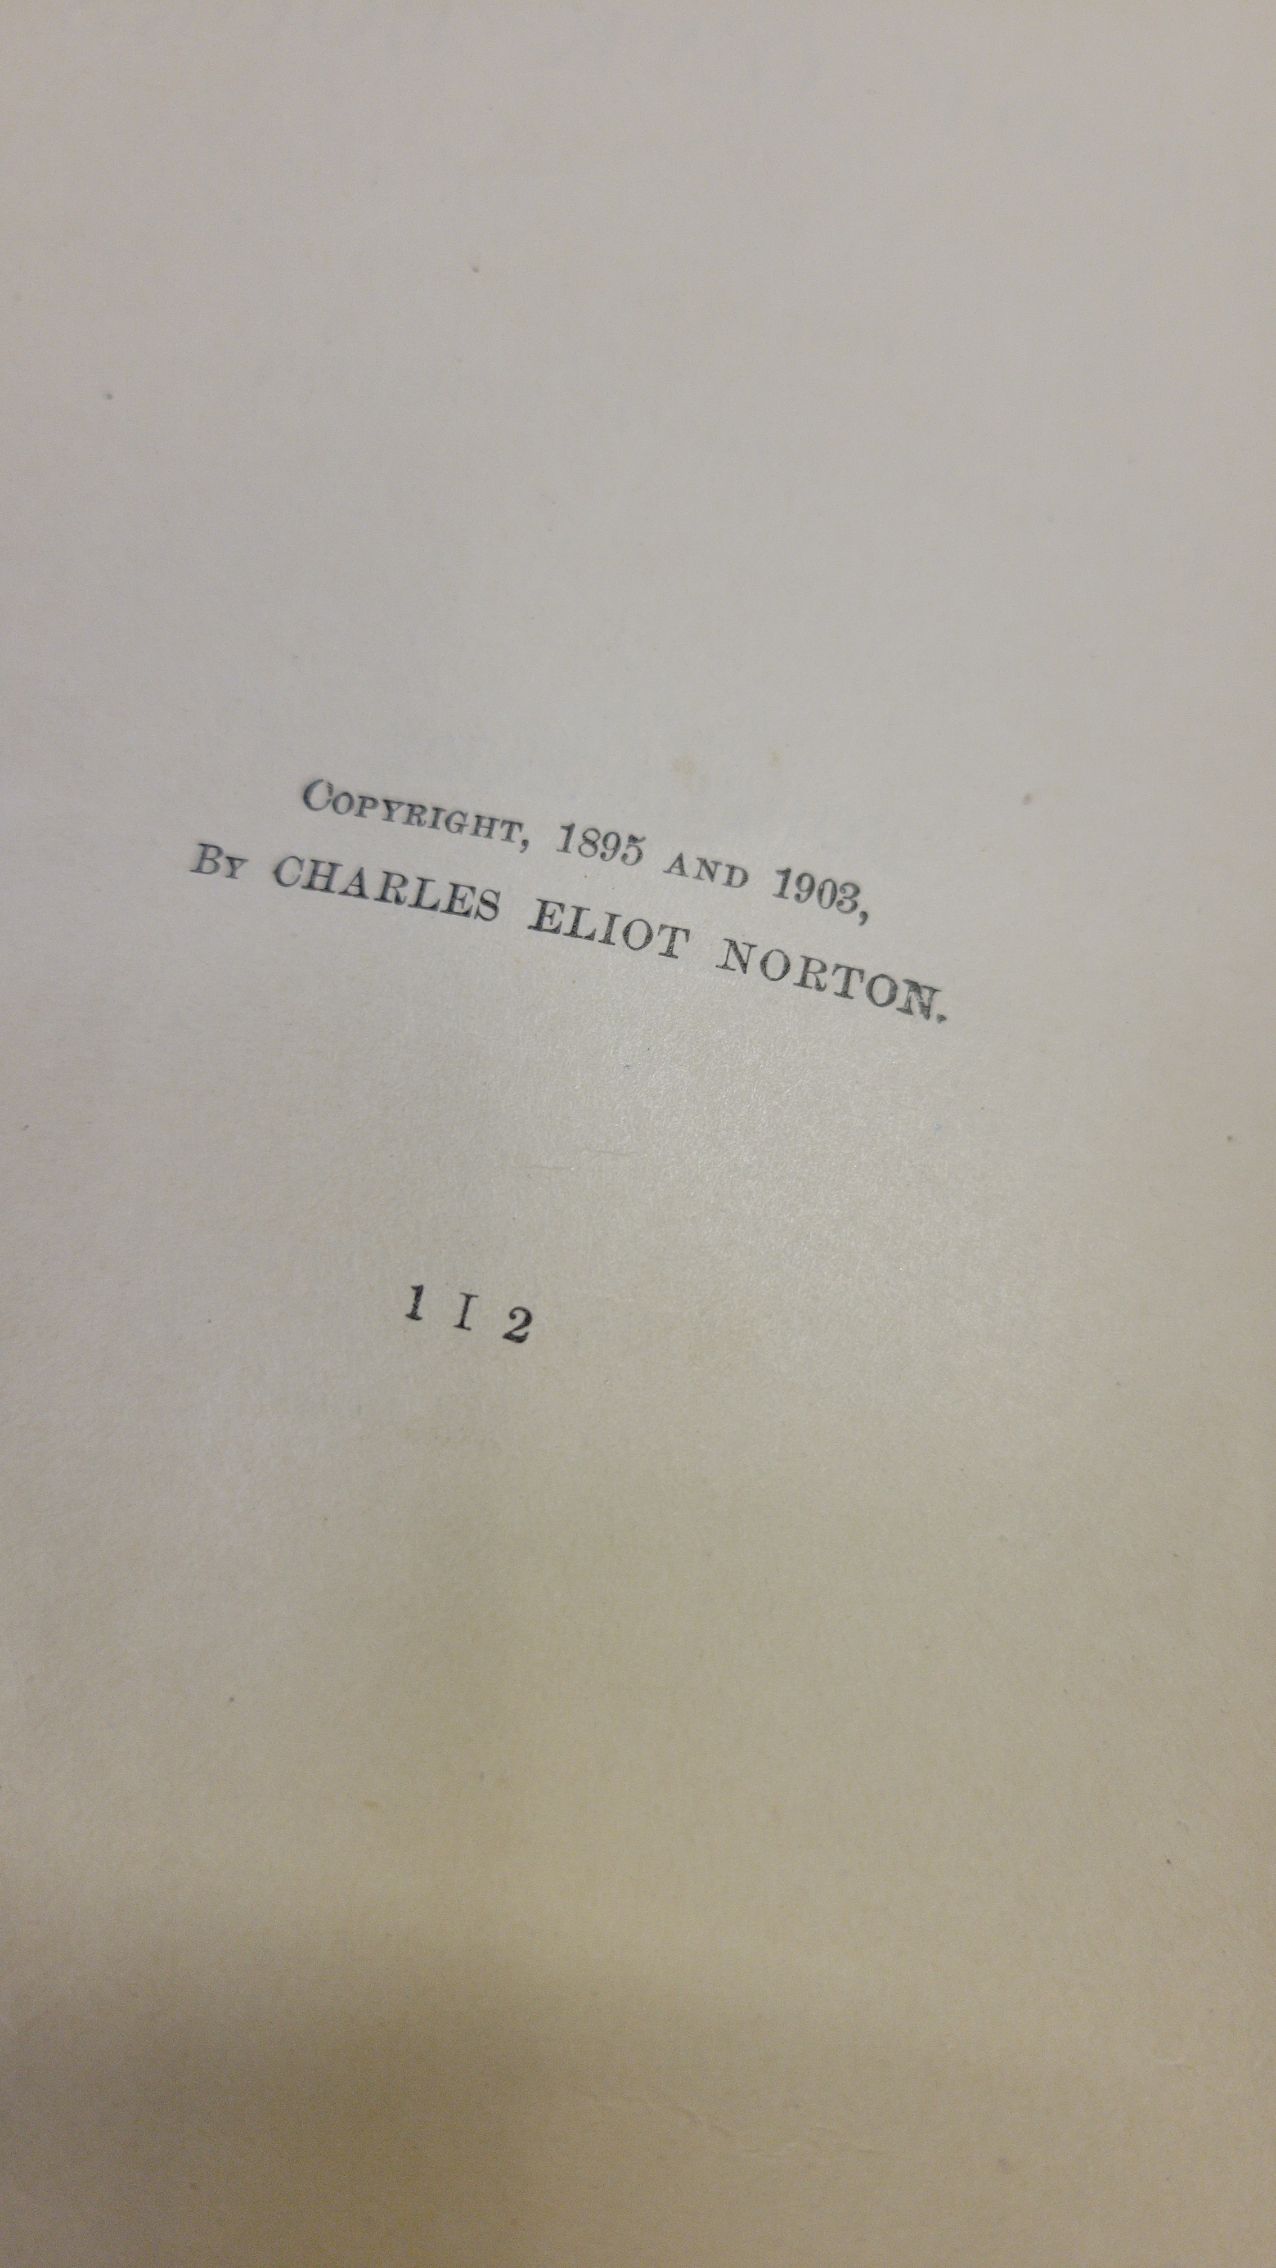 COPYRIGHT, 1895 AND 1903,
BY CHARLES ELIOT NORTON.
1 I 2